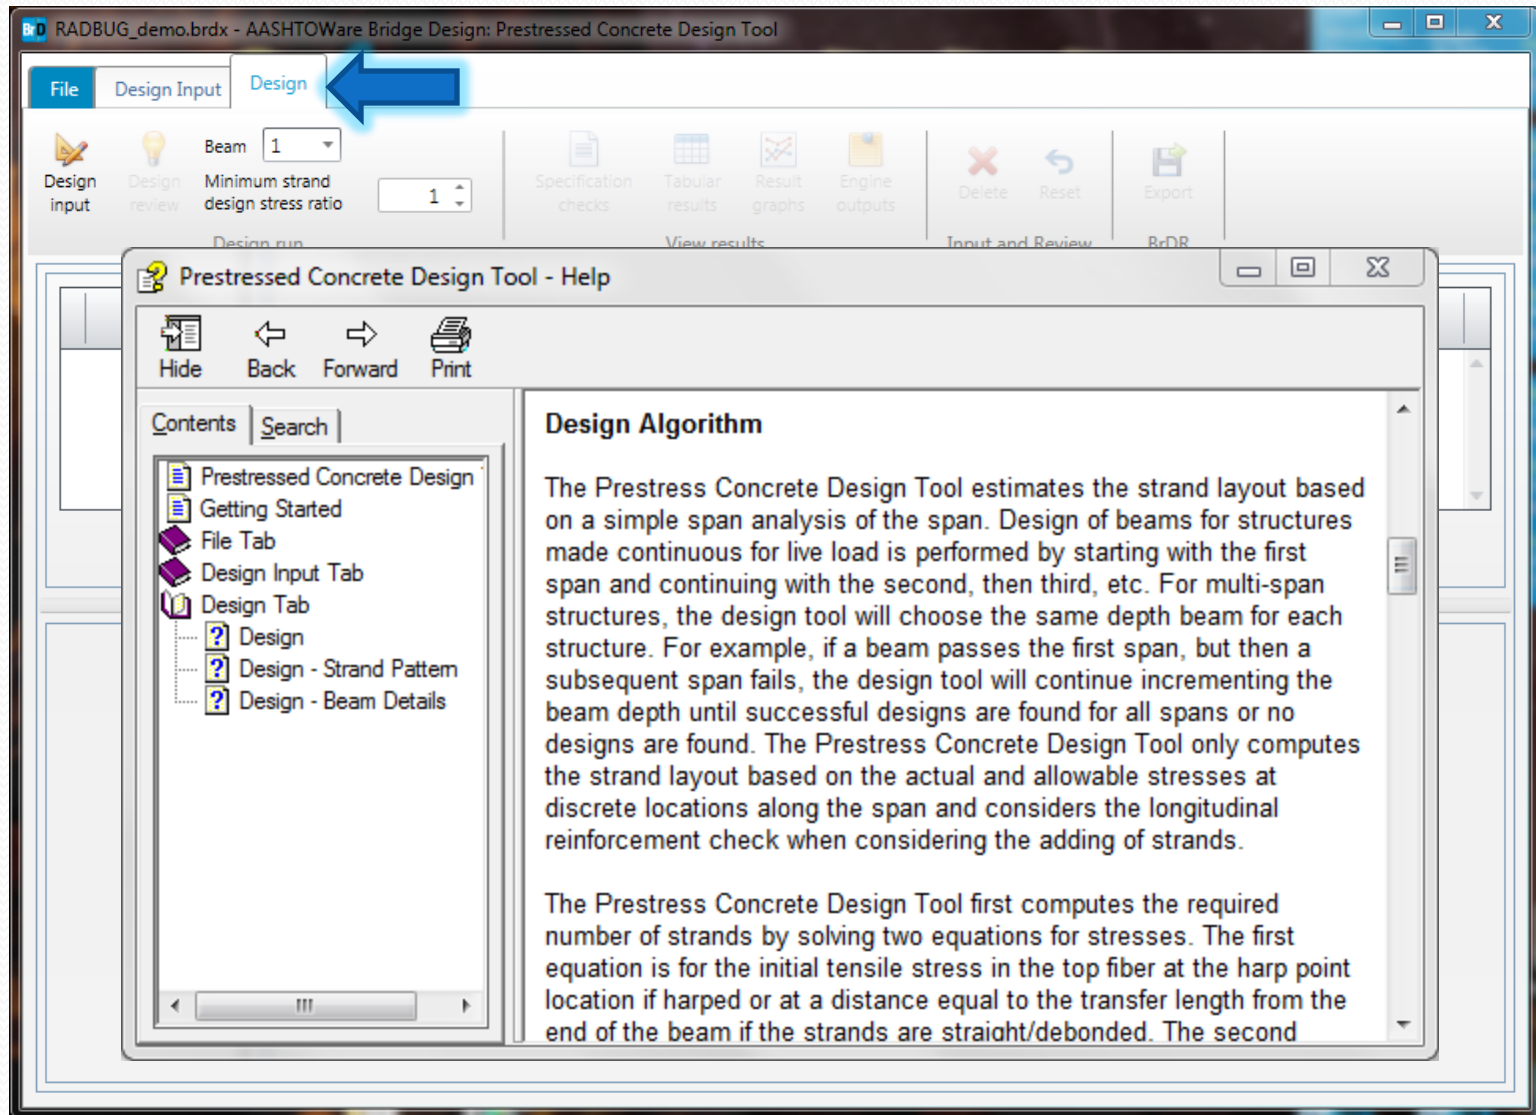 BrD RADBUG_demo.brdx - AASHTOWare Bridge Design: Prestressed Concrete Design Tool
File Design Input Design
Design input
Design review
Beam 1
Minimum strand
design stress ratio 1
Specification checks
Tabular results
Result graphs
Engine outputs
Delete
Reset
Export
Design run View results Input and Review BrDR
Prestressed Concrete Design Tool - Help
Hide Back Forward Print
Contents Search
Prestressed Concrete Design
Getting Started
File Tab
Design Input Tab
Design Tab
Design
Design - Strand Pattern
Design - Beam Details
Design Algorithm
The Prestress Concrete Design Tool estimates the strand layout based
on a simple span analysis of the span. Design of beams for structures
made continuous for live load is performed by starting with the first
span and continuing with the second, then third, etc. For multi-span
structures, the design tool will choose the same depth beam for each
structure. For example, if a beam passes the first span, but then a
subsequent span fails, the design tool will continue incrementing the
beam depth until successful designs are found for all spans or no
designs are found. The Prestress Concrete Design Tool only computes
the strand layout based on the actual and allowable stresses at
discrete locations along the span and considers the longitudinal
reinforcement check when considering the adding of strands.
The Prestress Concrete Design Tool first computes the required
number of strands by solving two equations for stresses. The first
equation is for the initial tensile stress in the top fiber at the harp point
location if harped or at a distance equal to the transfer length from the
end of the beam if the strands are straight/debonded. The second